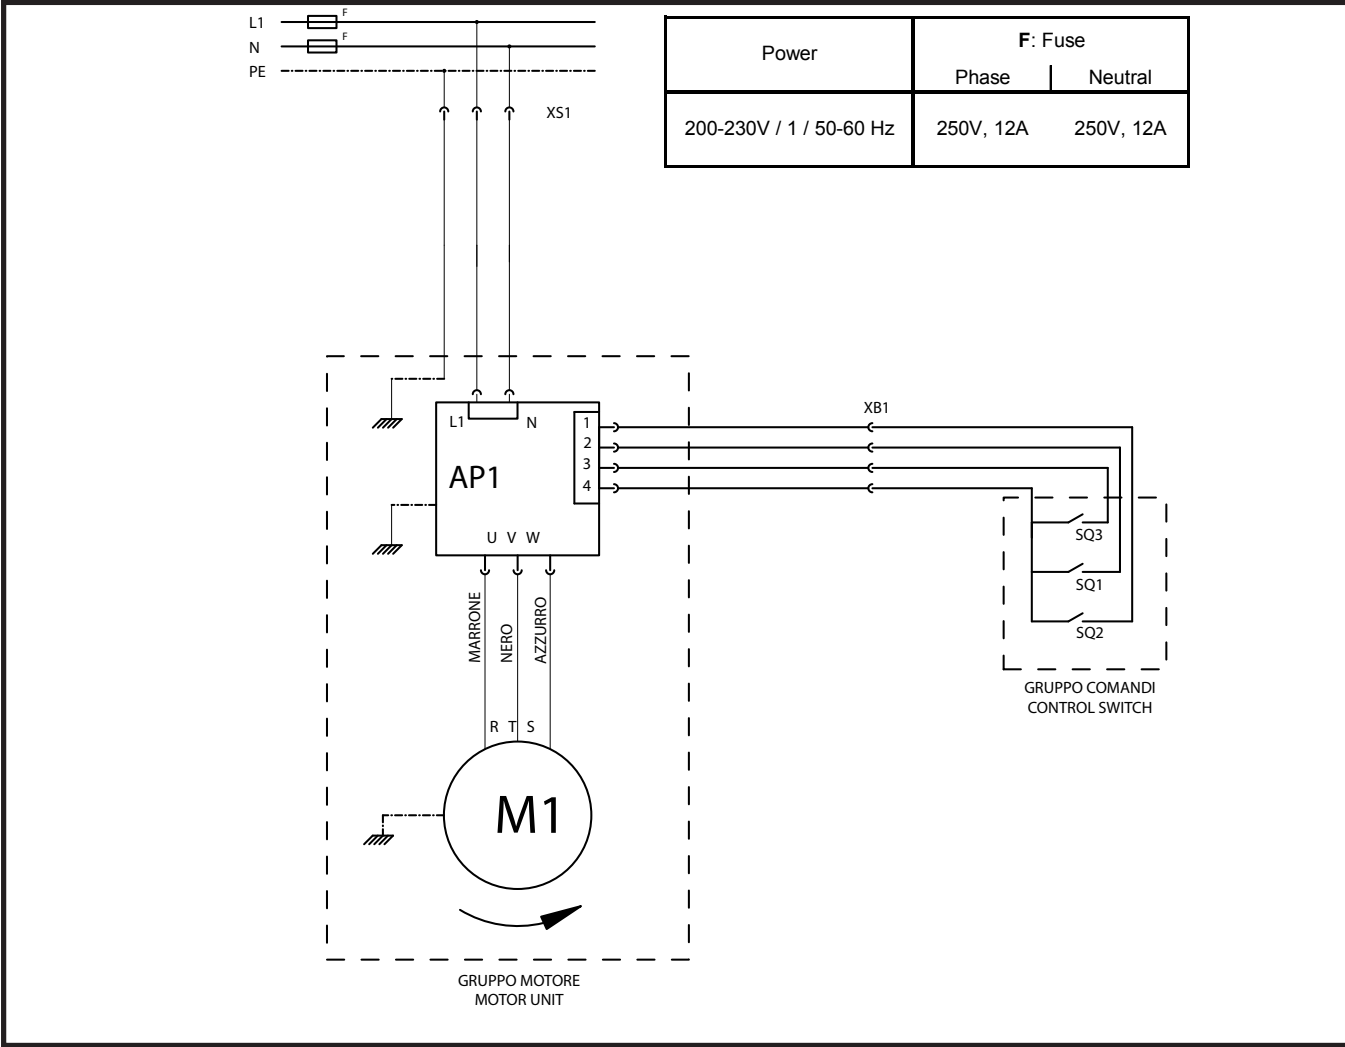 L1
F
N
F
PE
XS1
Power
F: Fuse
Phase
Neutral
200-230V / 1 / 50-60 Hz
250V, 12A
250V, 12A
L1
N
1
2
3
4
AP1
U V W
XB1
SQ3
SQ1
SQ2
GRUPPO COMANDI
CONTROL SWITCH
MARRONE
NERO
AZZURRO
R T S
M1
GRUPPO MOTORE
MOTOR UNIT